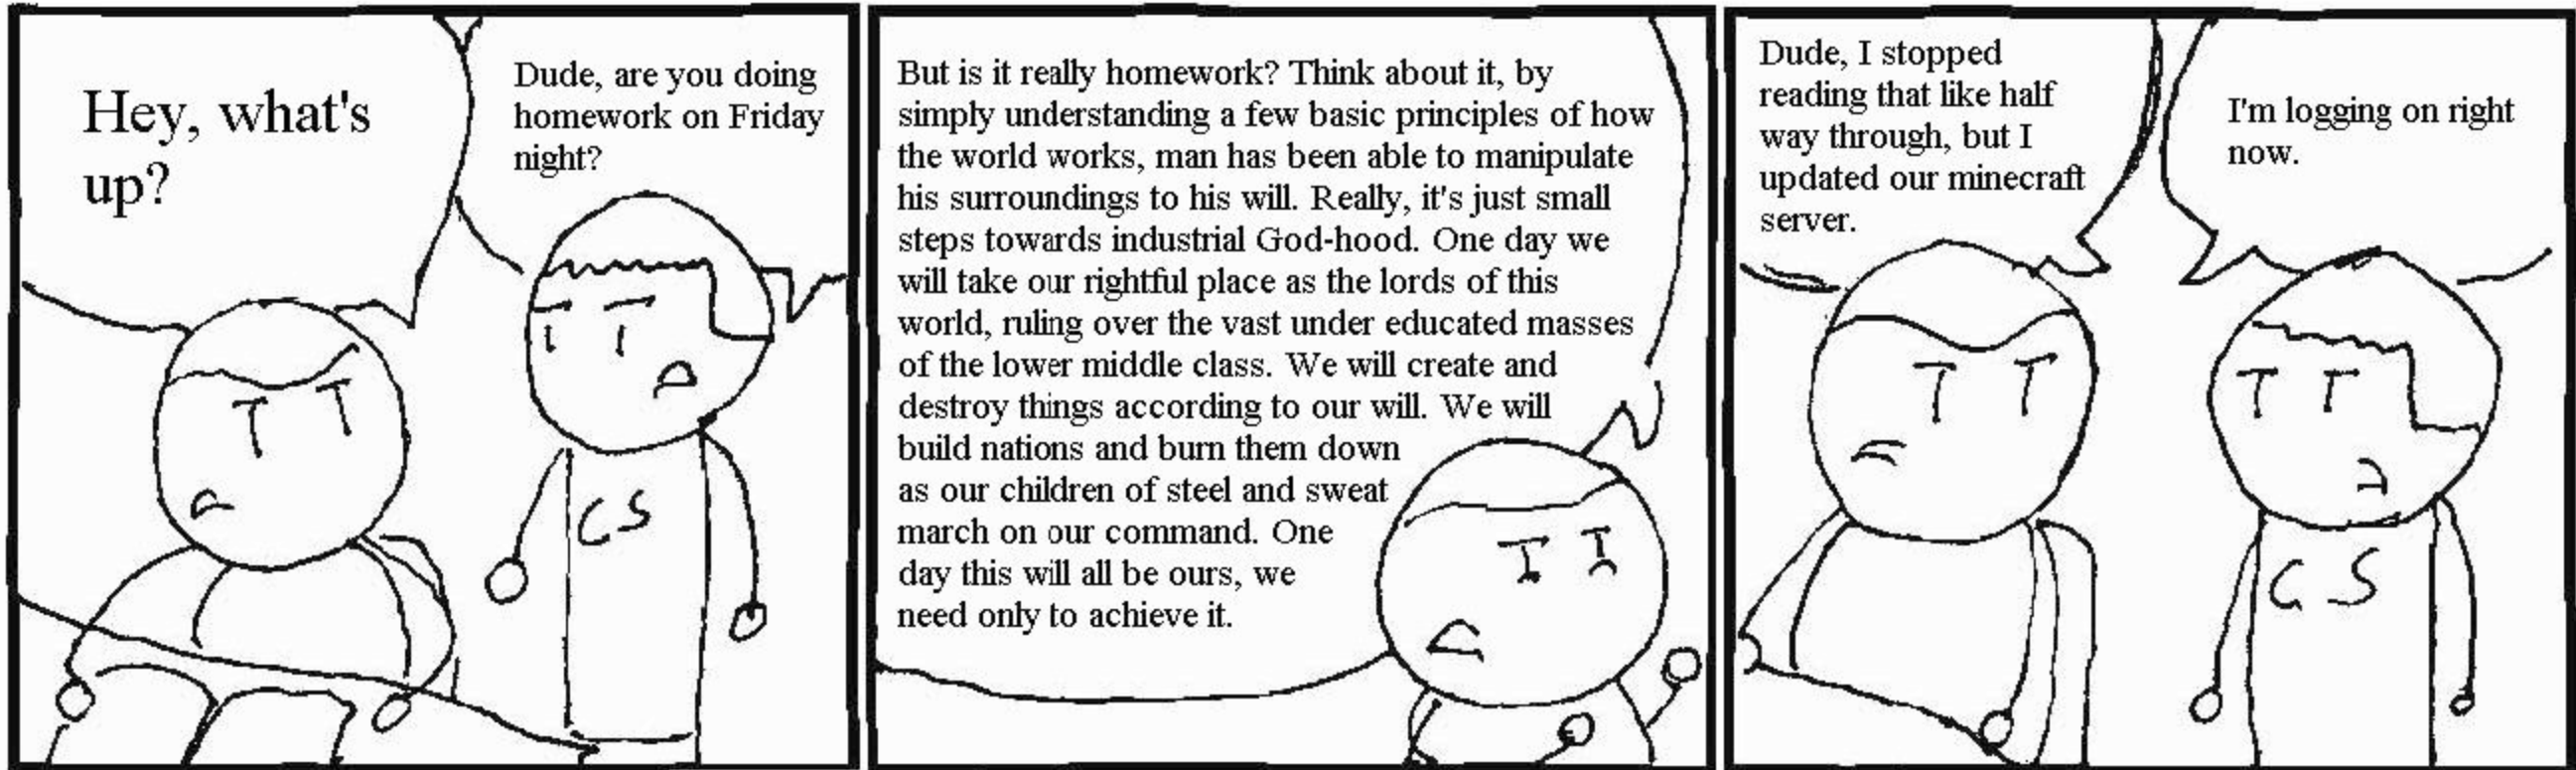 Hey, what's
up?
Dude, are you doing
homework on Friday
night?
CS
But is it really homework? Think about it, by
simply understanding a few basic principles of how
the world works, man has been able to manipulate
his surroundings to his will. Really, it's just small
steps towards industrial God-hood. One day we
will take our rightful place as the lords of this
world, ruling over the vast under educated masses
of the lower middle class. We will create and
destroy things according to our will. We will
build nations and burn them down
as our children of steel and sweat
march on our command. One
day this will all be ours, we
need only to achieve it.
Dude, I stopped
reading that like half
way through, but I
updated our minecraft
server.
I'm logging on right
now.
CS